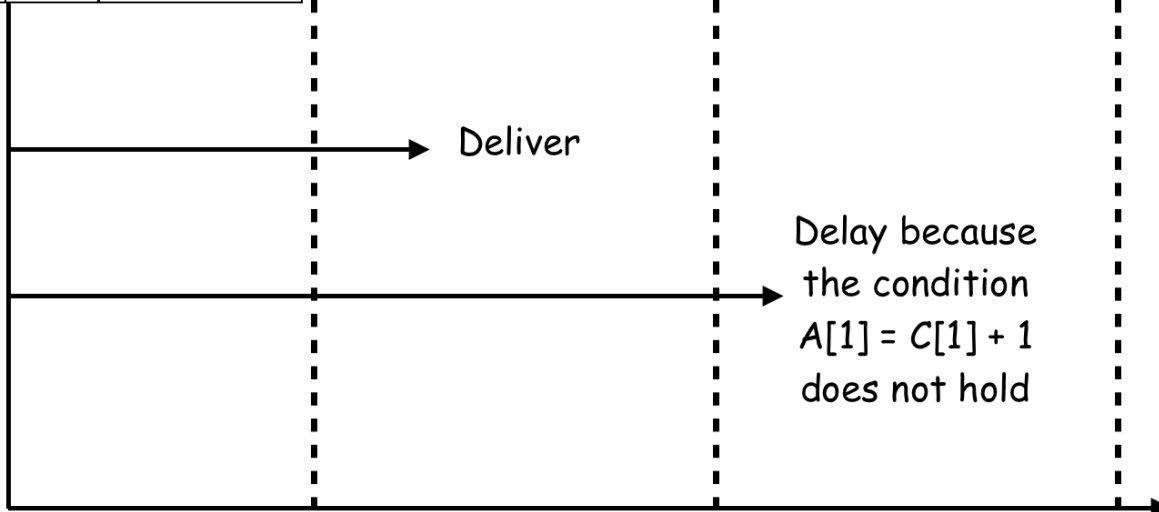 Deliver
Delay because
the condition
A[1] = C[1] + 1
does not hold